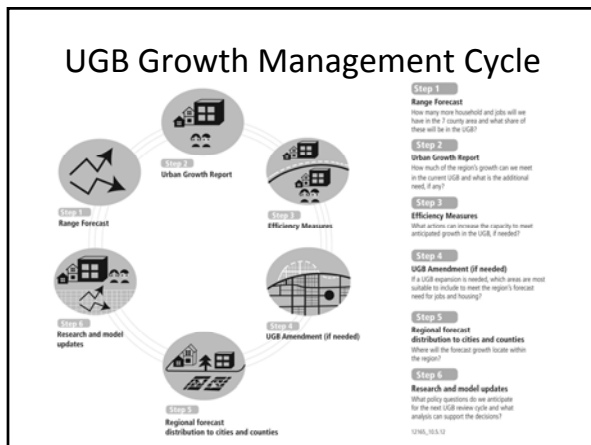 UGB Growth Management Cycle
Step 1
Range Forecast
Step 2
Urban Growth Report
Step 3
Efficiency Measures
Step 4
UGB Amendment (if needed)
Step 5
Regional forecast
distribution to cities and counties
Step 6
Research and model
updates
Step 1
Range Forecast
How many more household and jobs will we
have in the 7 county area and what share of
these will be in the UGB?
Step 2
Urban Growth Report
How much of the region's growth can we meet
in the current UGB and what is the additional
need, if any?
Step 3
Efficiency Measures
What actions can increase the capacity to meet
anticipated growth in the UGB, if needed?
Step 4
UGB Amendment (if needed)
If a UGB expansion is needed, which areas are most
suitable to include to meet the region's forecast
need for jobs and housing?
Step 5
Regional forecast
distribution to cities and counties
Where will the forecast growth locate within
the region?
Step 6
Research and model updates
What policy questions do we anticipate
for the next UGB review cycle and what
analysis can support the decisions?